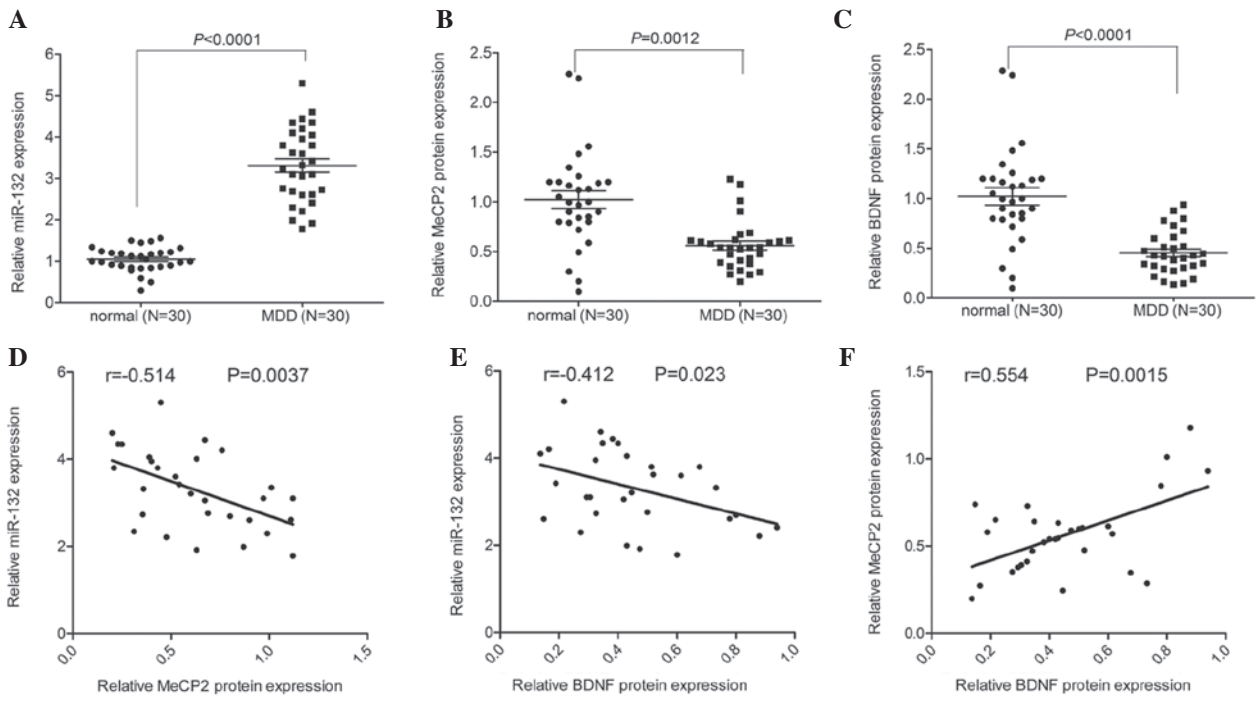 A
P<0.0001
Relative miR-132 expression
6
5
4
3
2
1
0
normal (N=30)
MDD (N=30)
B
P=0.0012
Relative MeCP2 protein expression
2.5
2.0
1.5
1.0
0.5
0.0
normal (N=30)
MDD (N=30)
C
P<0.0001
Relative BDNF protein expression
2.5
2.0
1.5
1.0
0.5
0.0
normal (N=30)
MDD (N=30)
D
r=-0.514
P=0.0037
Relative miR-132 expression
6
4
2
0
0.0
0.5
1.0
1.5
Relative MeCP2 protein expression
E
r=-0.412
P=0.023
Relative miR-132 expression
6
4
2
0
0.0
0.2
0.4
0.6
0.8
1.0
Relative BDNF protein expression
F
r=0.554
P=0.0015
Relative MeCP2 protein expression
1.5
1.0
0.5
0.0
0.0
0.2
0.4
0.6
0.8
1.0
Relative BDNF protein expression